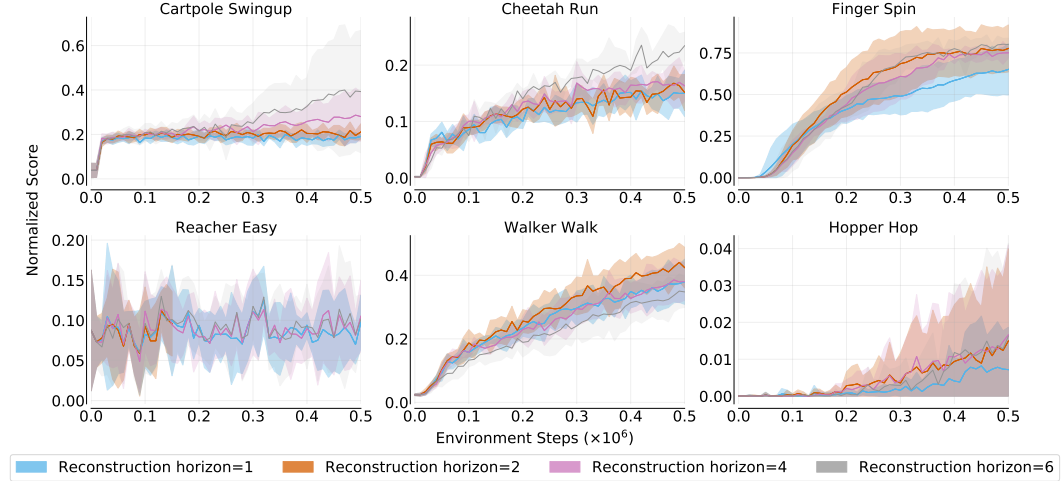 Cartpole Swingup
Cheetah Run
Finger Spin
0.6
0.4
0.2
0.0
0.0 0.1 0.2 0.3 0.4 0.5
0.2
0.1
0.0
0.0 0.1 0.2 0.3 0.4 0.5
0.75
0.50
0.25
0.00
0.0 0.1 0.2 0.3 0.4 0.5
Normalized Score
Reacher Easy
Walker Walk
Hopper Hop
0.20
0.15
0.10
0.05
0.00
0.0 0.1 0.2 0.3 0.4 0.5
0.4
0.2
0.0
0.0 0.1 0.2 0.3 0.4 0.5
0.04
0.03
0.02
0.01
0.00
0.0 0.1 0.2 0.3 0.4 0.5
Environment Steps (×10⁶)
Reconstruction horizon=1
Reconstruction horizon=2
Reconstruction horizon=4
Reconstruction horizon=6